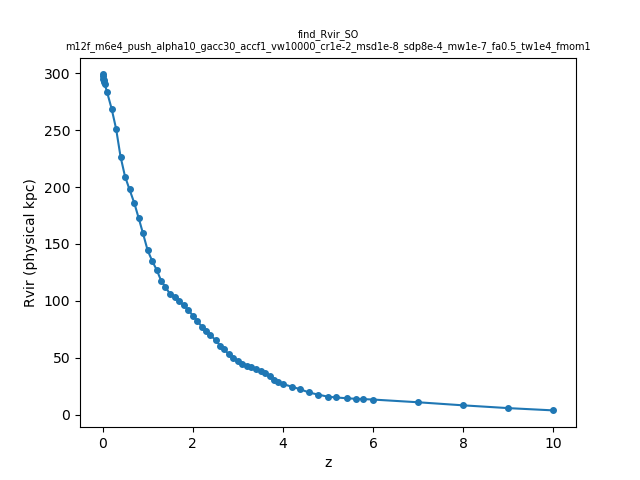 find_Rvir_SO
m12f_m6e4_push_alpha10_gacc30_accf1_vw10000_cr1e-2_msd1e-8_sdp8e-4_mw1e-7_fa0.5_tw1e4_fmom1
300
250
200
150
100
50
0
Rvir (physical kpc)
0 2 4 6 8 10
z